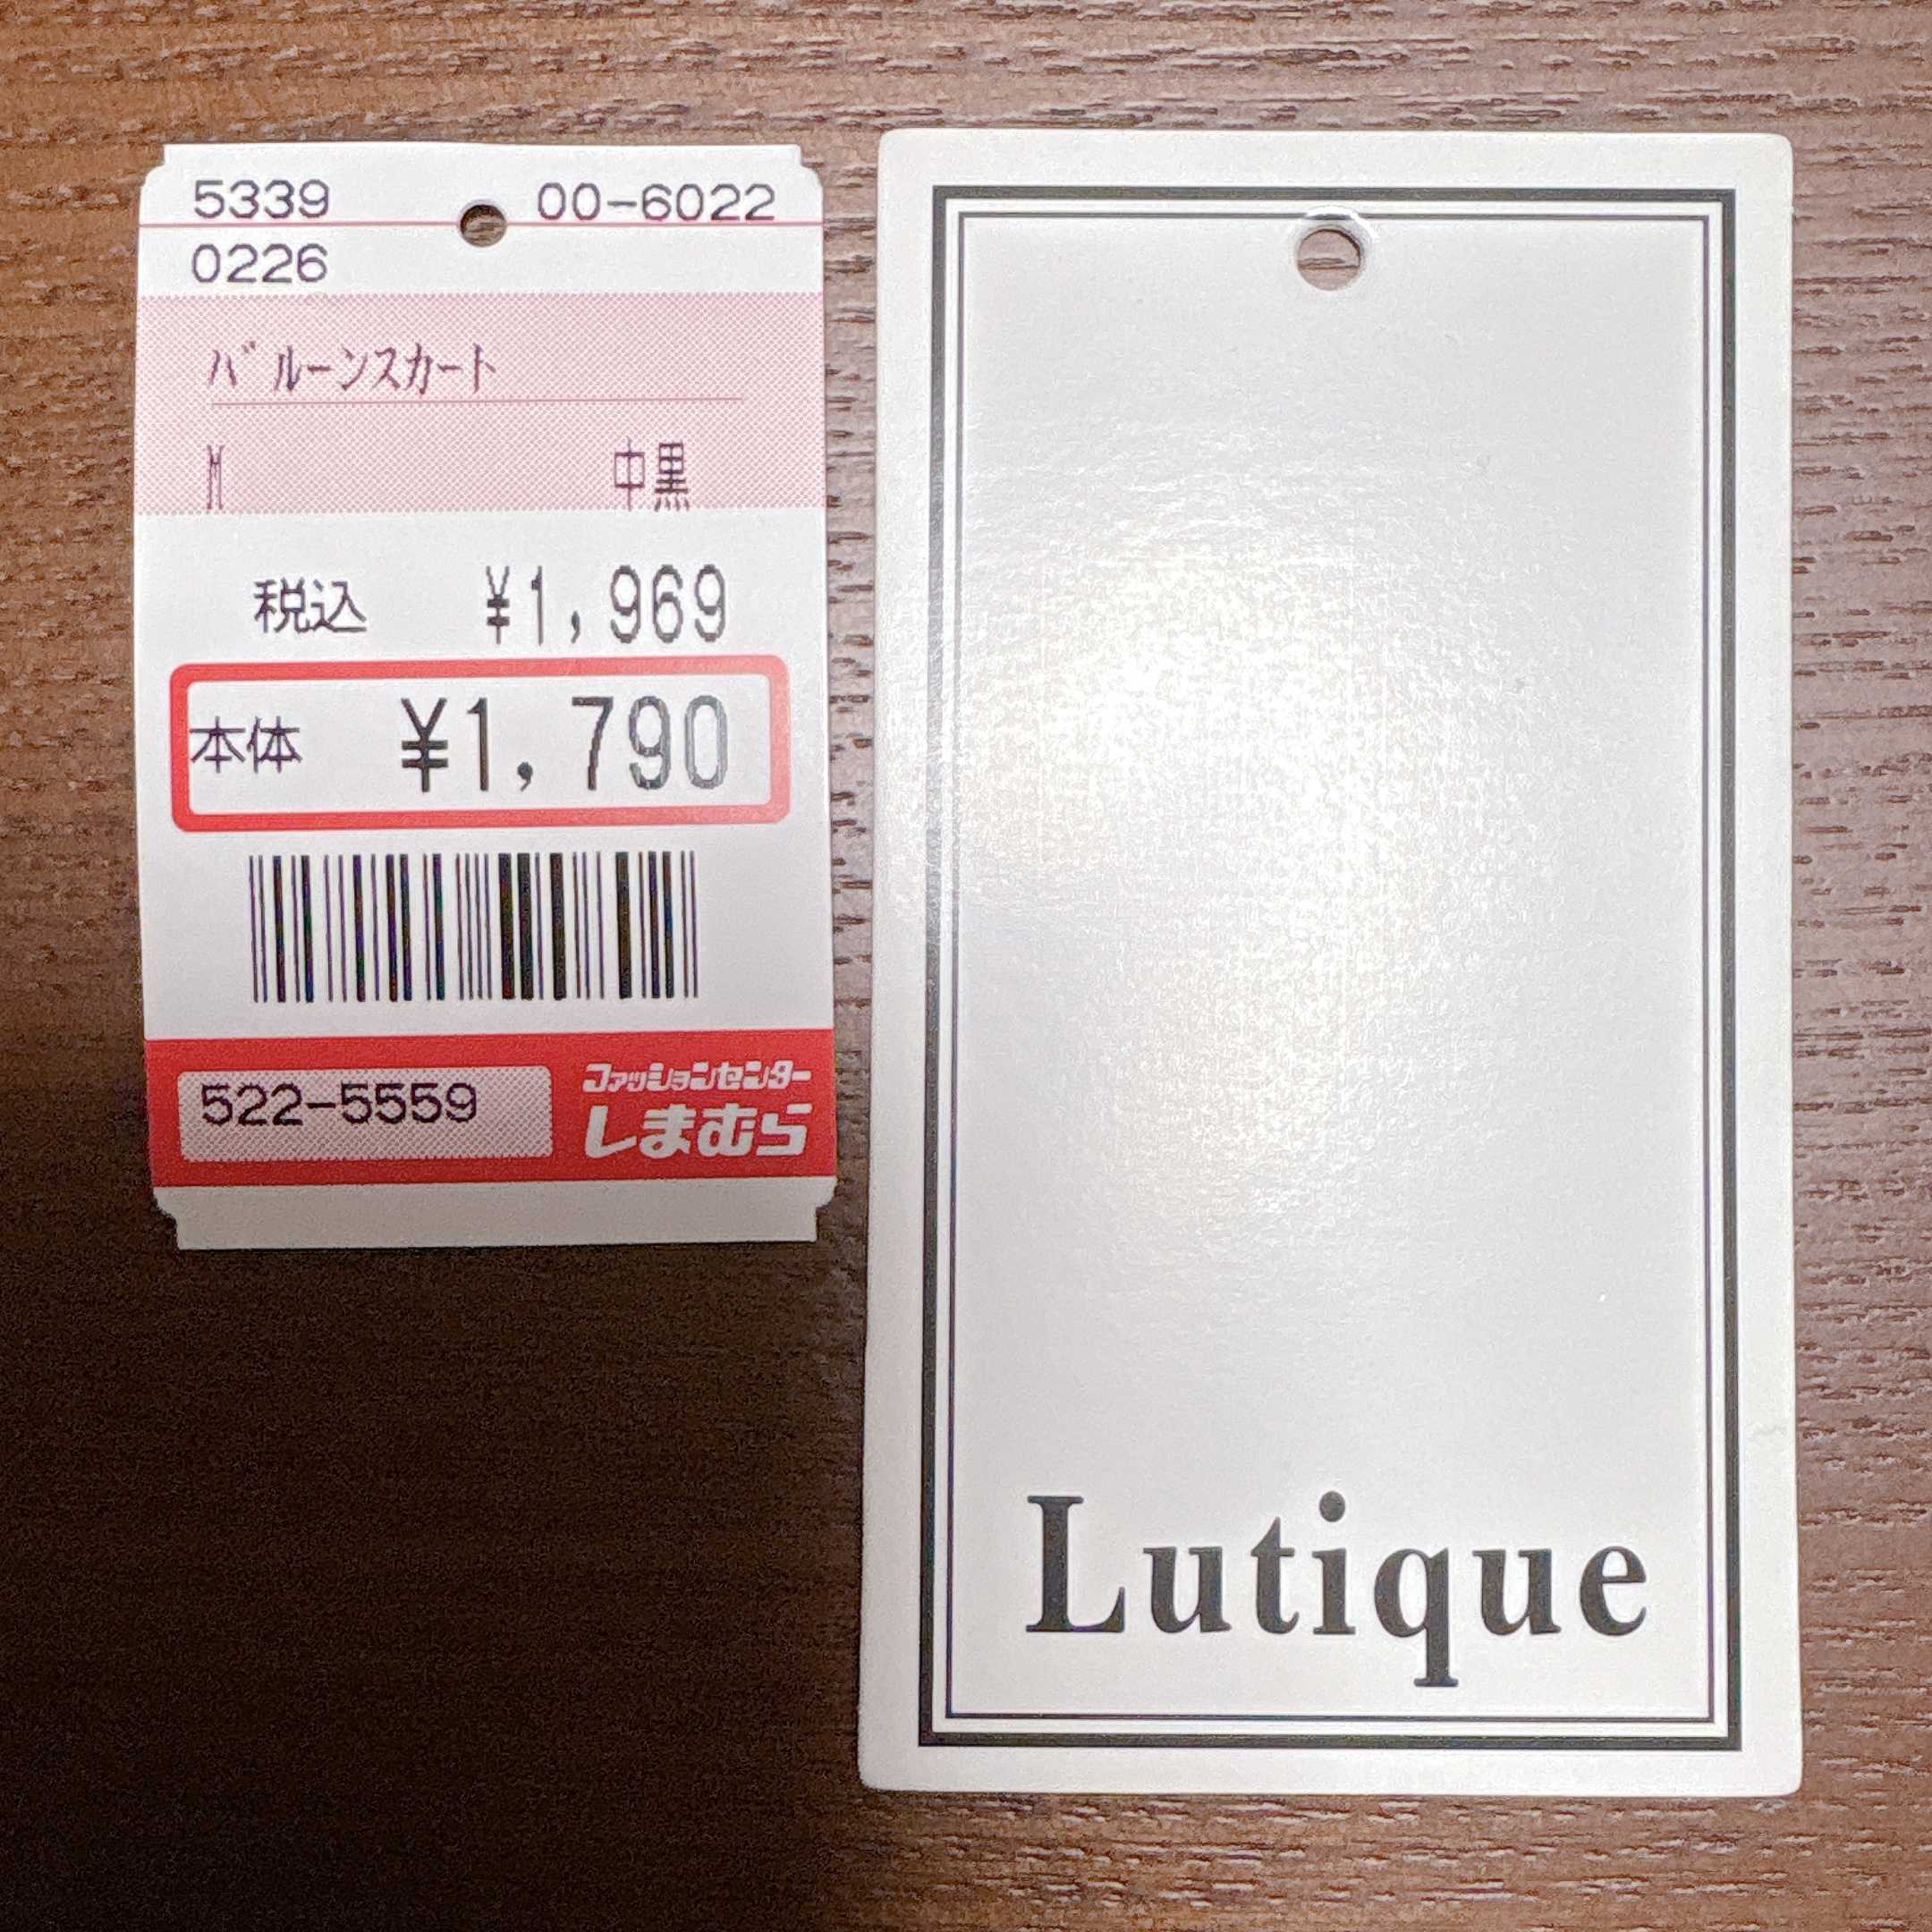 5339 00-6022
0226
バルーンスカート
M 中黒
税込 ¥1,969
本体 ¥1,790
522-5559
ファッションセンター
しまむら
Lutique